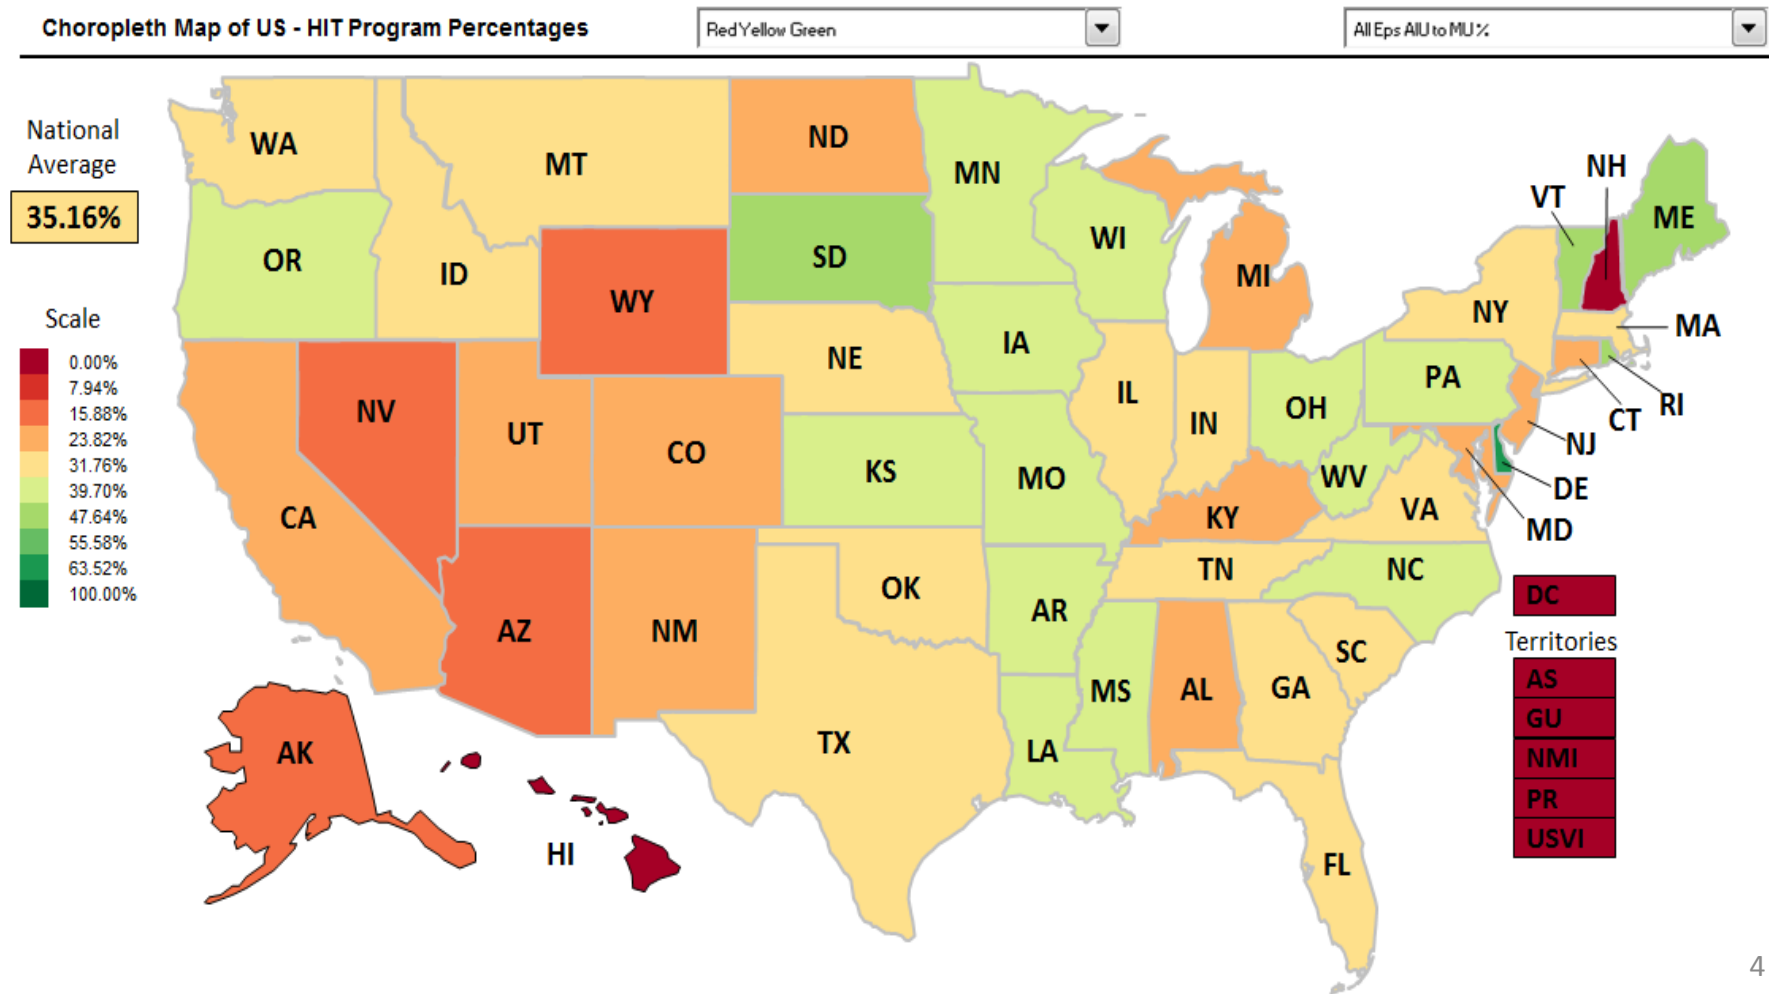 Choropleth Map of US - HIT Program Percentages
Red Yellow Green
All Eps AIU to MU %
National
Average
35.16%
Scale
0.00%
7.94%
15.88%
23.82%
31.76%
39.70%
47.64%
55.58%
63.52%
100.00%
WA
MT
ND
MN
NH
VT
ME
OR
ID
SD
WI
MI
WY
NY
MA
NE
IA
PA
NV
IL
OH
RI
CT
UT
IN
NJ
CO
KS
MO
WV
DE
CA
KY
VA
MD
TN
NC
OK
DC
AZ
NM
AR
Territories
SC
AS
MS
AL
GA
GU
AK
TX
LA
NMI
PR
HI
USVI
FL
4